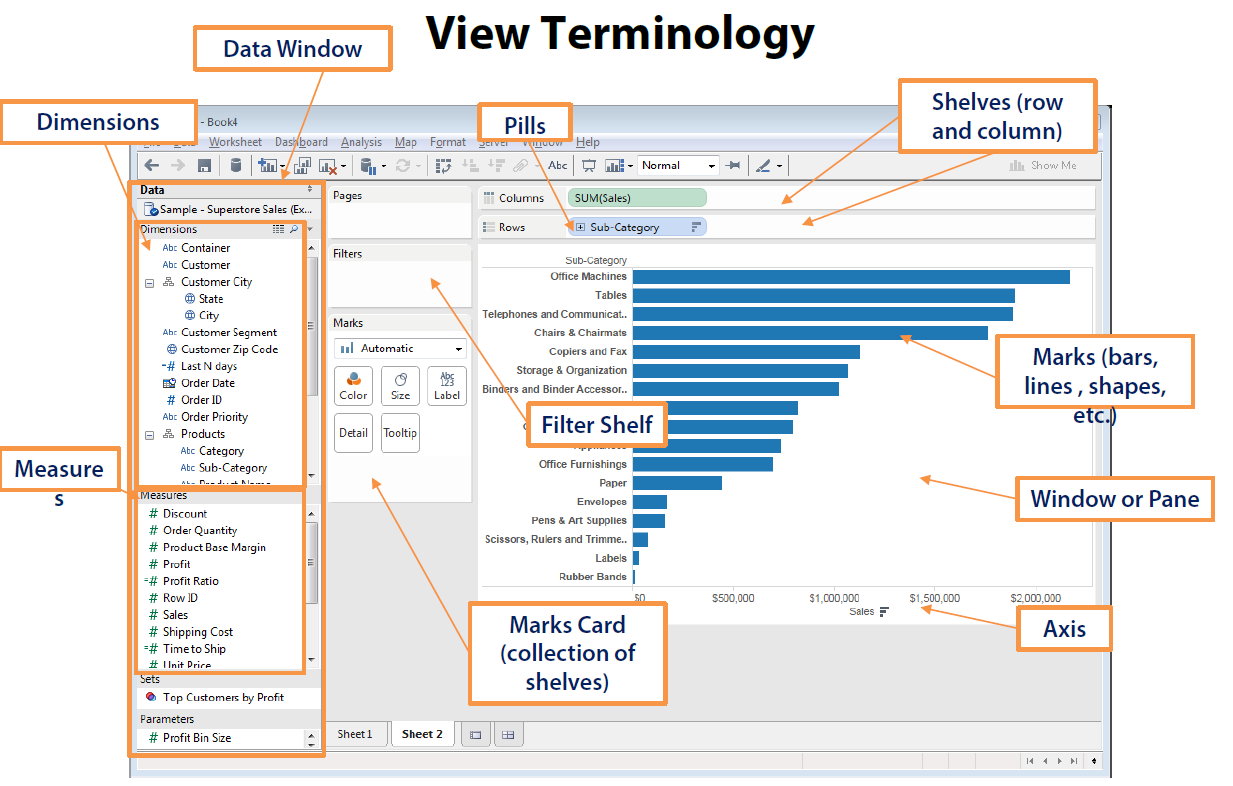 View Terminology
Data Window
Dimensions
Pills
Shelves (row
and column)
- Book4
Worksheet Dashboard Analysis Map Format Server Window Help
Abc Normal Show Me
Data
Sample - Superstore Sales (Ex...
Dimensions
Abc Container
Abc Customer
Customer City
State
City
Abc Customer Segment
Customer Zip Code
=# Last N days
Order Date
# Order ID
Abc Order Priority
Products
Abc Category
Abc Sub-Category
Abc Product Name
Measure
s
Measures
# Discount
# Order Quantity
# Product Base Margin
# Profit
=# Profit Ratio
# Row ID
# Sales
# Shipping Cost
=# Time to Ship
# Unit Price
Sets
Top Customers by Profit
Parameters
# Profit Bin Size
Pages
Filters
Marks
Automatic
Color
Size
Abc
123
Label
Detail
Tooltip
Filter Shelf
Marks Card
(collection of
shelves)
Columns
SUM(Sales)
Rows
Sub-Category
Sub-Category
Office Machines
Tables
Telephones and Communicat..
Chairs & Chairmats
Copiers and Fax
Storage & Organization
Binders and Binder Accessor..
Appliances
Office Furnishings
Paper
Envelopes
Pens & Art Supplies
Scissors, Rulers and Trimme..
Labels
Rubber Bands
$0 $500,000 $1,000,000 $1,500,000 $2,000,000
Sales
Marks (bars,
lines , shapes,
etc.)
Window or Pane
Axis
Sheet 1
Sheet 2